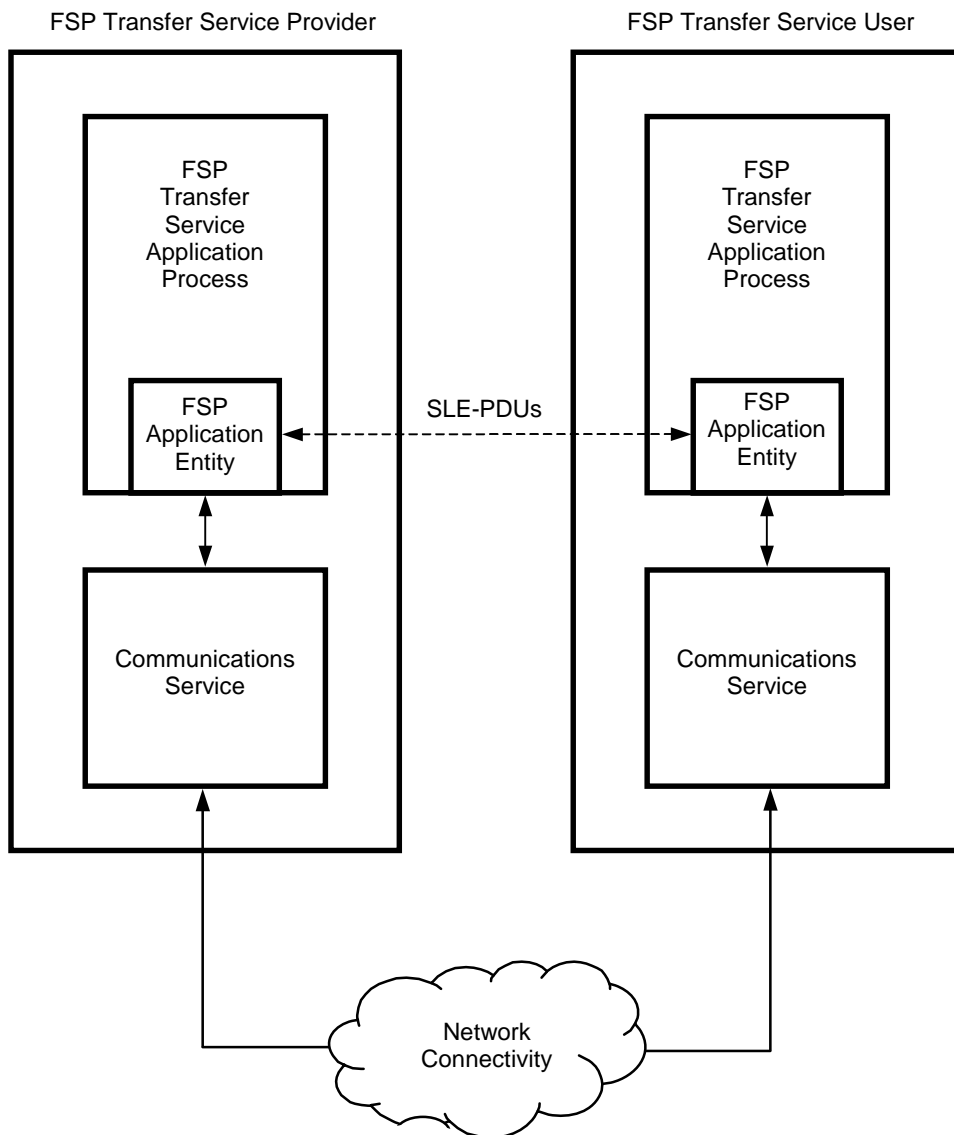 FSP Transfer Service Provider
FSP Transfer Service User
FSP
Transfer
Service
Application
Process
FSP
Transfer
Service
Application
Process
FSP
Application
Entity
SLE-PDUs
FSP
Application
Entity
Communications
Service
Communications
Service
Network
Connectivity